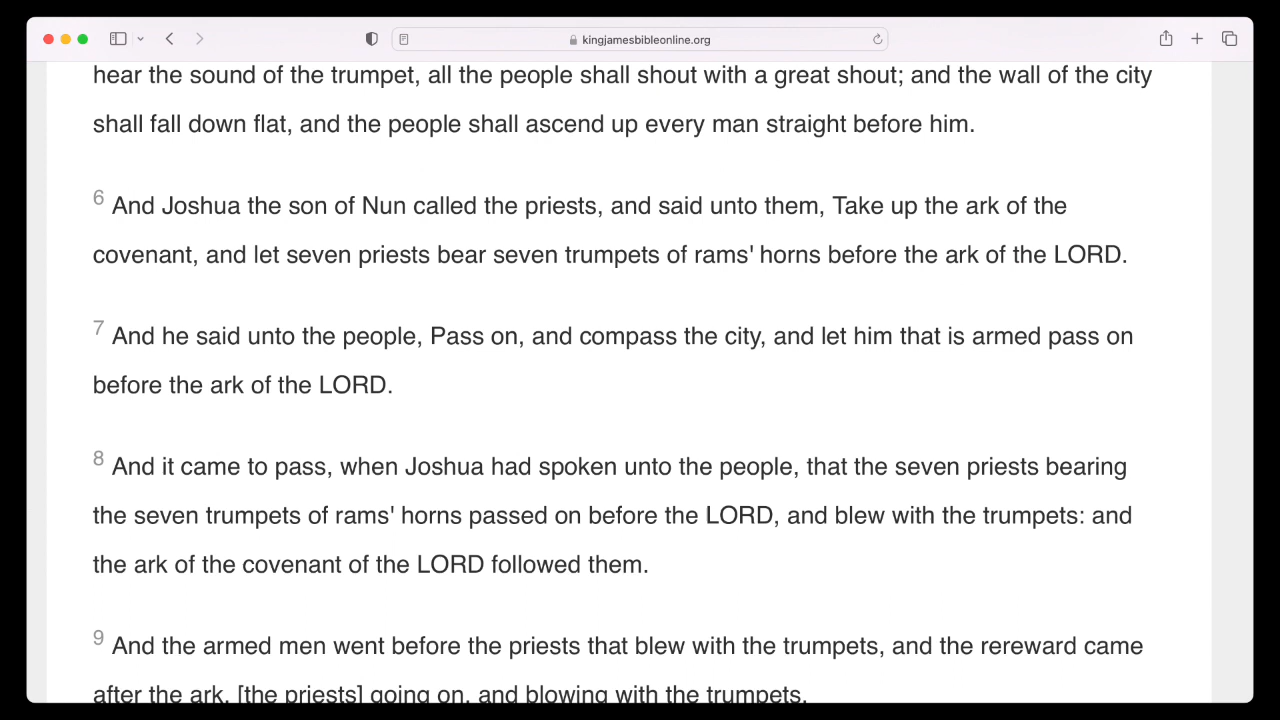 kingjamesbibleonline.org
hear the sound of the trumpet, all the people shall shout with a great shout; and the wall of the city
shall fall down flat, and the people shall ascend up every man straight before him.
6 And Joshua the son of Nun called the priests, and said unto them, Take up the ark of the
covenant, and let seven priests bear seven trumpets of rams' horns before the ark of the LORD.
7 And he said unto the people, Pass on, and compass the city, and let him that is armed pass on
before the ark of the LORD.
8 And it came to pass, when Joshua had spoken unto the people, that the seven priests bearing
the seven trumpets of rams' horns passed on before the LORD, and blew with the trumpets: and
the ark of the covenant of the LORD followed them.
9 And the armed men went before the priests that blew with the trumpets, and the rereward came
after the ark, [the priests] going on, and blowing with the trumpets.